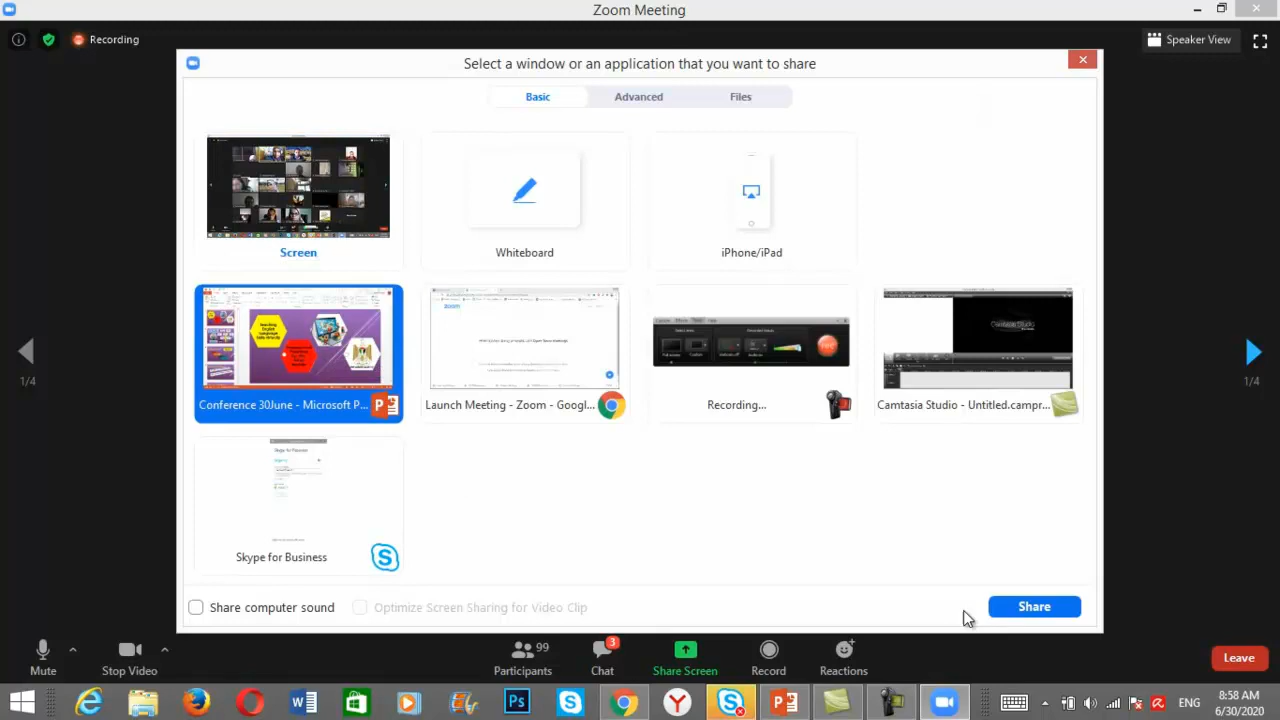 Zoom Meeting
Recording
Speaker View
Select a window or an application that you want to share
Basic
Advanced
Files
Screen
Whiteboard
iPhone/iPad
zoom
Conference 30June - Microsoft P...
Launch Meeting - Zoom - Googl...
Recording...
Camtasia Studio - Untitled.campr...
1/4
1/4
Skype for Business
Share computer sound
Optimize Screen Sharing for Video Clip
Share
Mute
Stop Video
99
Participants
3
Chat
Share Screen
Record
Reactions
Leave
ENG
8:58 AM
6/30/2020